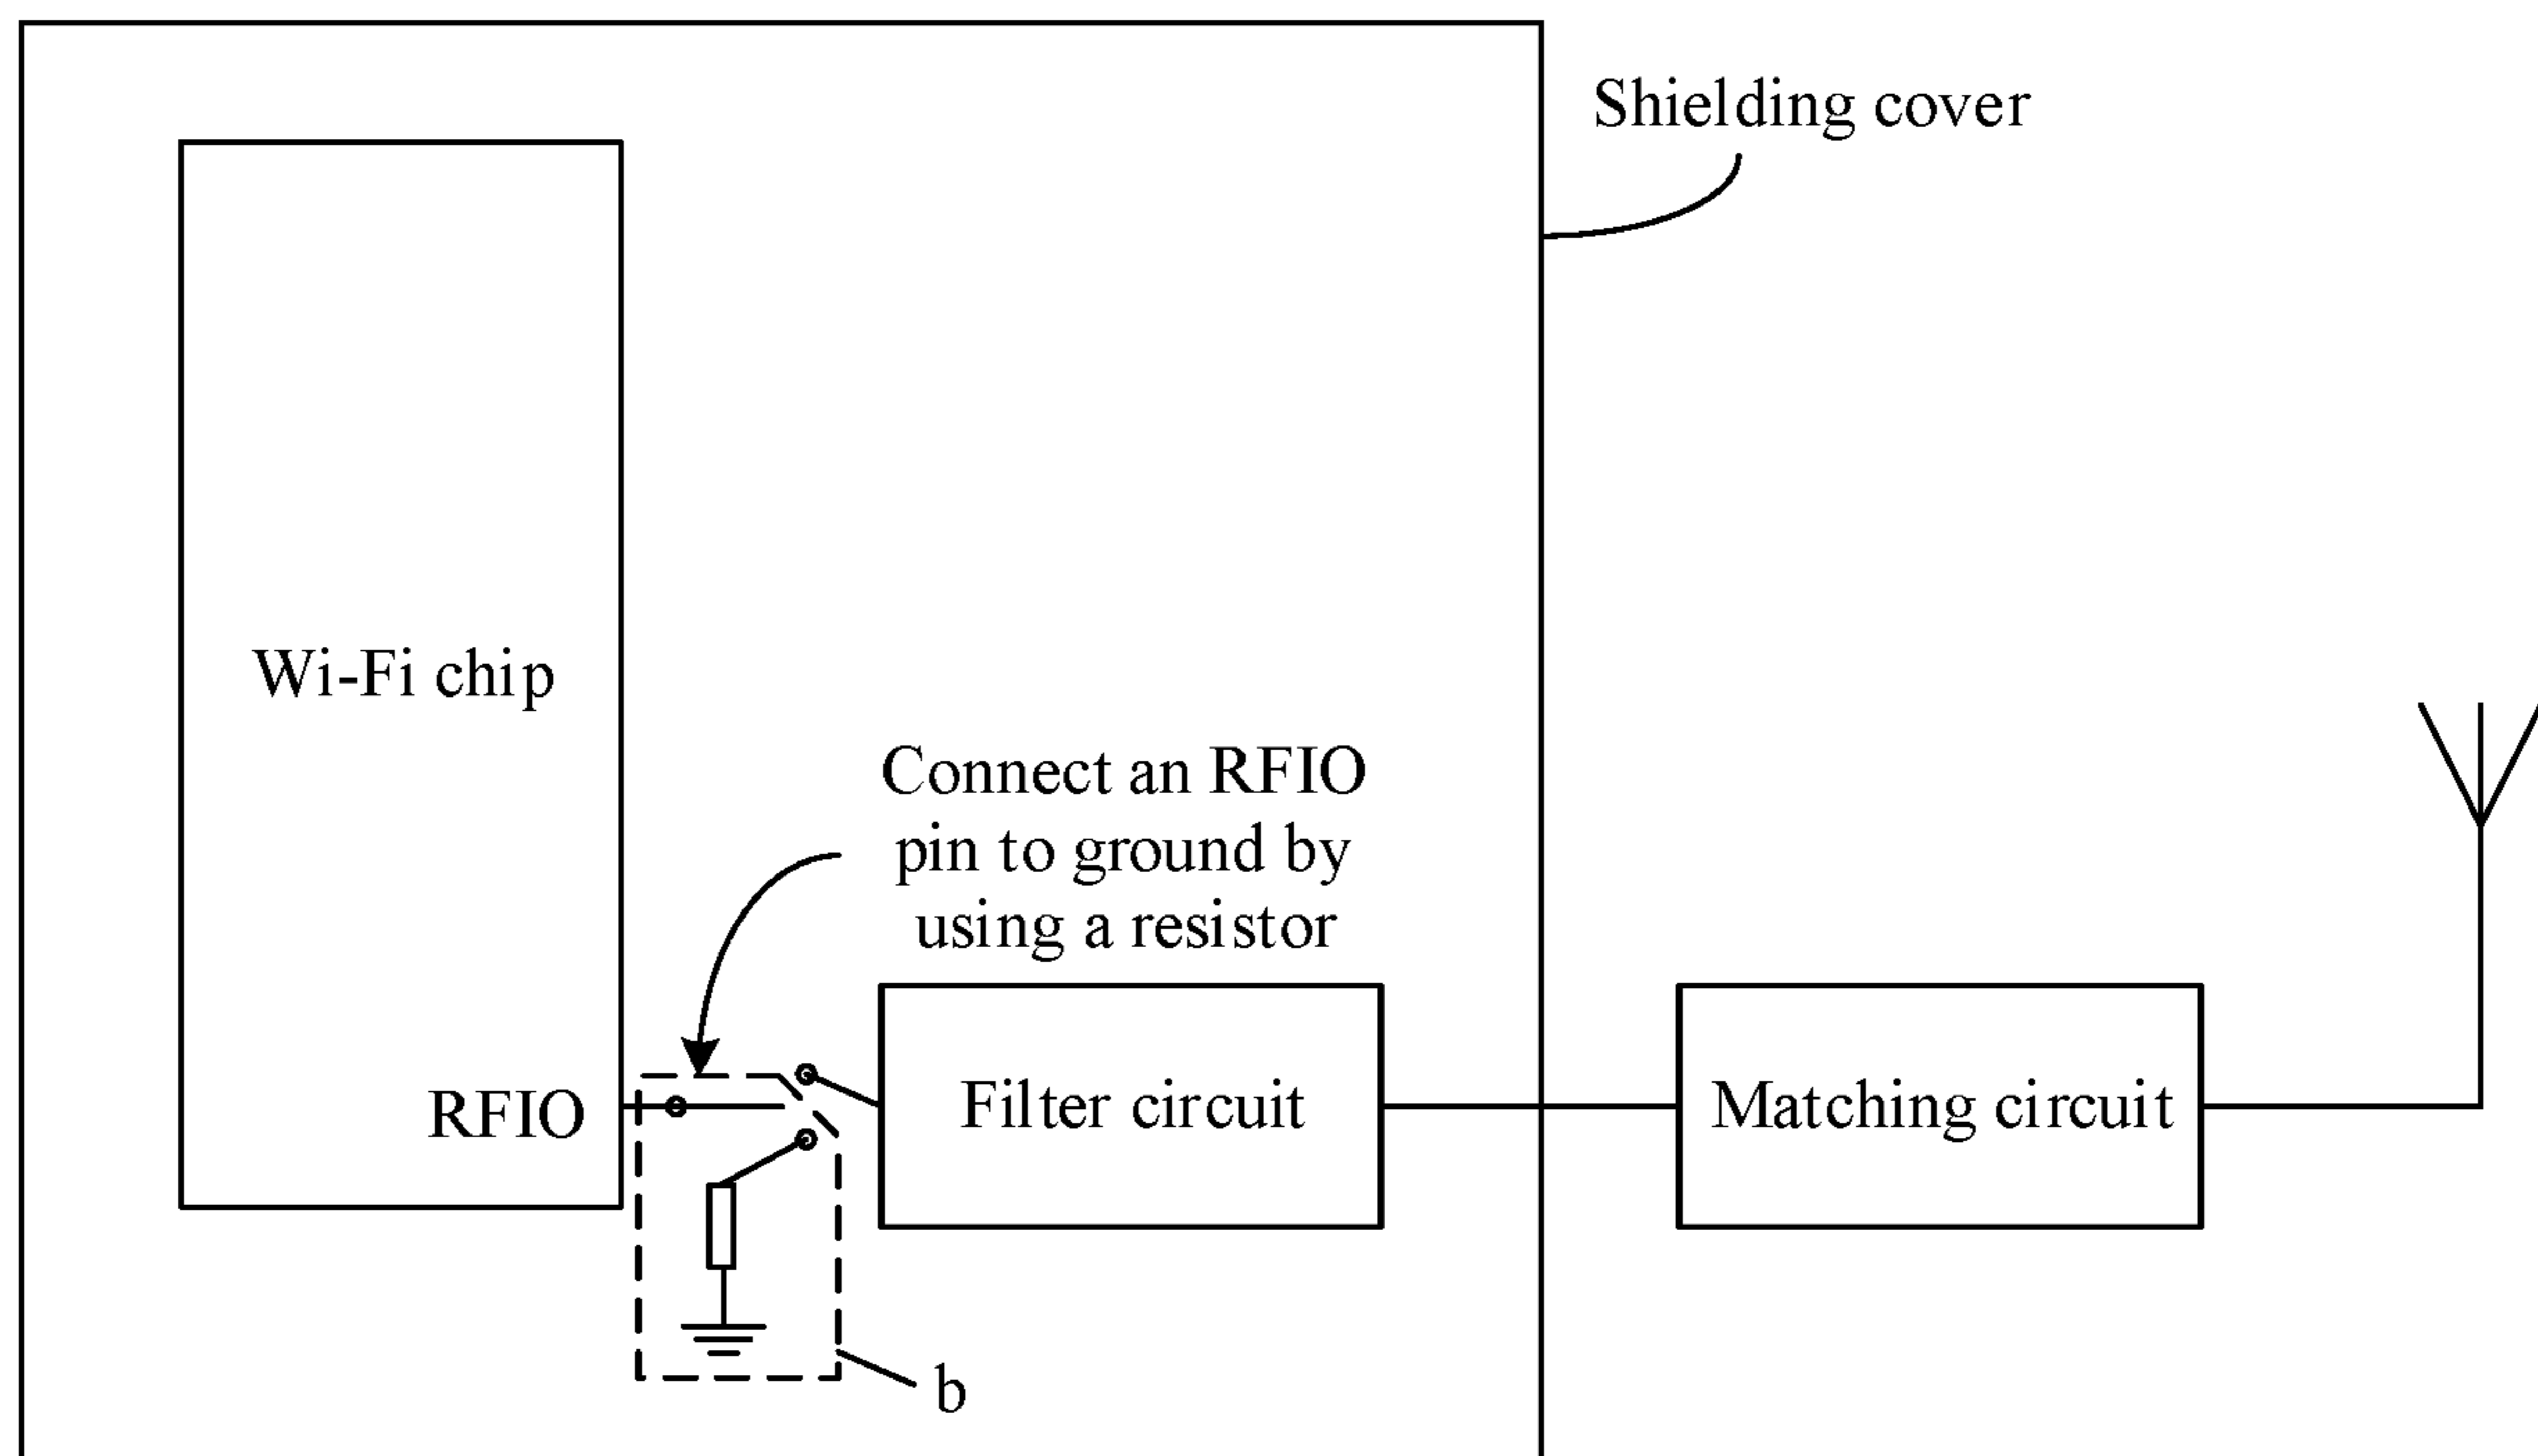 Shielding cover
Wi-Fi chip
Connect an RFIO
pin to ground by
using a resistor
RFIO
Filter circuit
Matching circuit
b